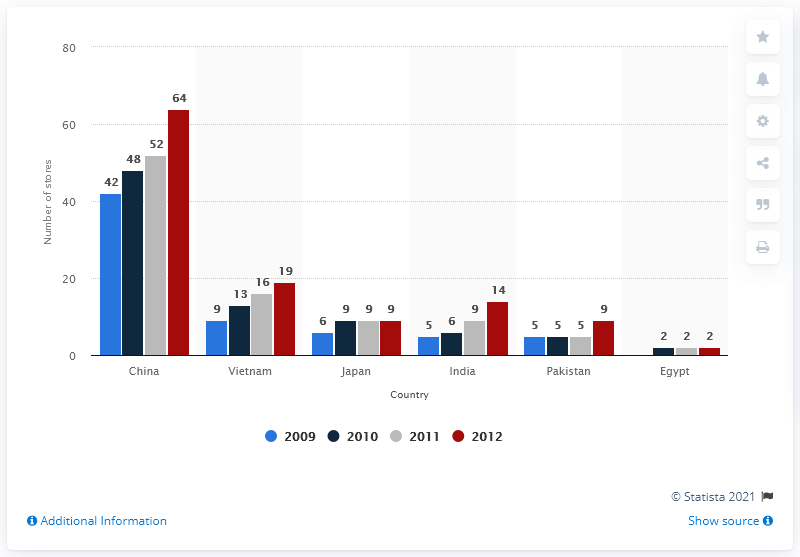 80
60
40
20
0
Number of stores
64
52
48
42
19
16
13
9
6
9
9
9
5
6
9
14
5
5
5
9
2
2
2
China
Vietnam
Japan
India
Pakistan
Egypt
Country
2009
2010
2011
2012
© Statista 2021
Additional Information
Show source